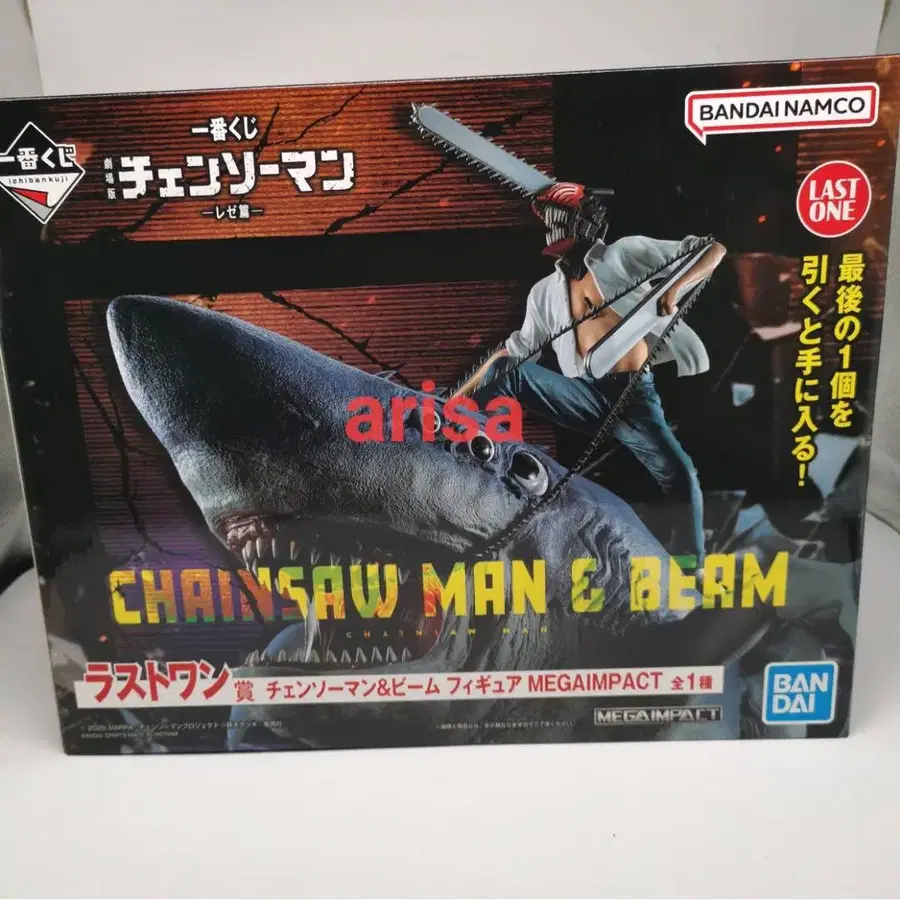 一番くじ
ichibankuji
一番くじ
劇場版 チェンソーマン
―レゼ篇―
BANDAI NAMCO
LAST
ONE
最後の1個を
引くと手に入る!
arisa
CHAINSAW MAN & BEAM
CHAINSAW MAN
ラストワン賞 チェンソーマン&ビーム フィギュア MEGAIMPACT 全1種
BAN
DAI
MEGAIMPACT